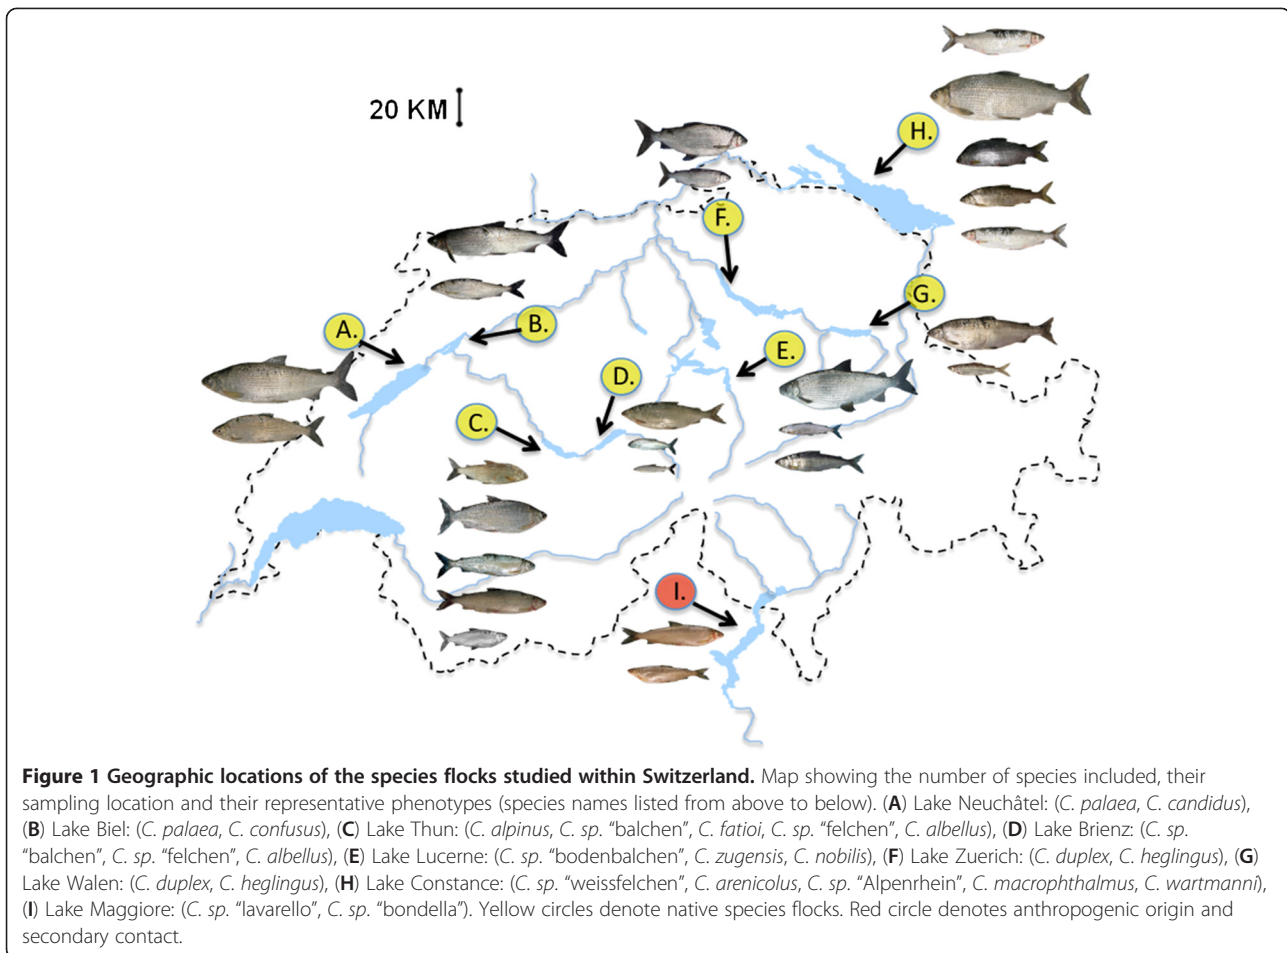 20 KM
H.
F.
G.
A.
B.
E.
D.
C.
I.
Figure 1 Geographic locations of the species flocks studied within Switzerland. Map showing the number of species included, their
sampling location and their representative phenotypes (species names listed from above to below). (A) Lake Neuchâtel: (C. palaea, C. candidus),
(B) Lake Biel: (C. palaea, C. confusus), (C) Lake Thun: (C. alpinus, C. sp. “balchen”, C. fatioi, C. sp. “felchen”, C. albellus), (D) Lake Brienz: (C. sp.
“balchen”, C. sp. “felchen”, C. albellus), (E) Lake Lucerne: (C. sp. “bodenbalchen”, C. zugensis, C. nobilis), (F) Lake Zuerich: (C. duplex, C. heglingus), (G)
Lake Walen: (C. duplex, C. heglingus), (H) Lake Constance: (C. sp. “weissfelchen”, C. arenicolus, C. sp. “Alpenrhein”, C. macrophthalmus, C. wartmanni),
(I) Lake Maggiore: (C. sp. “lavarello”, C. sp. “bondella”). Yellow circles denote native species flocks. Red circle denotes anthropogenic origin and
secondary contact.